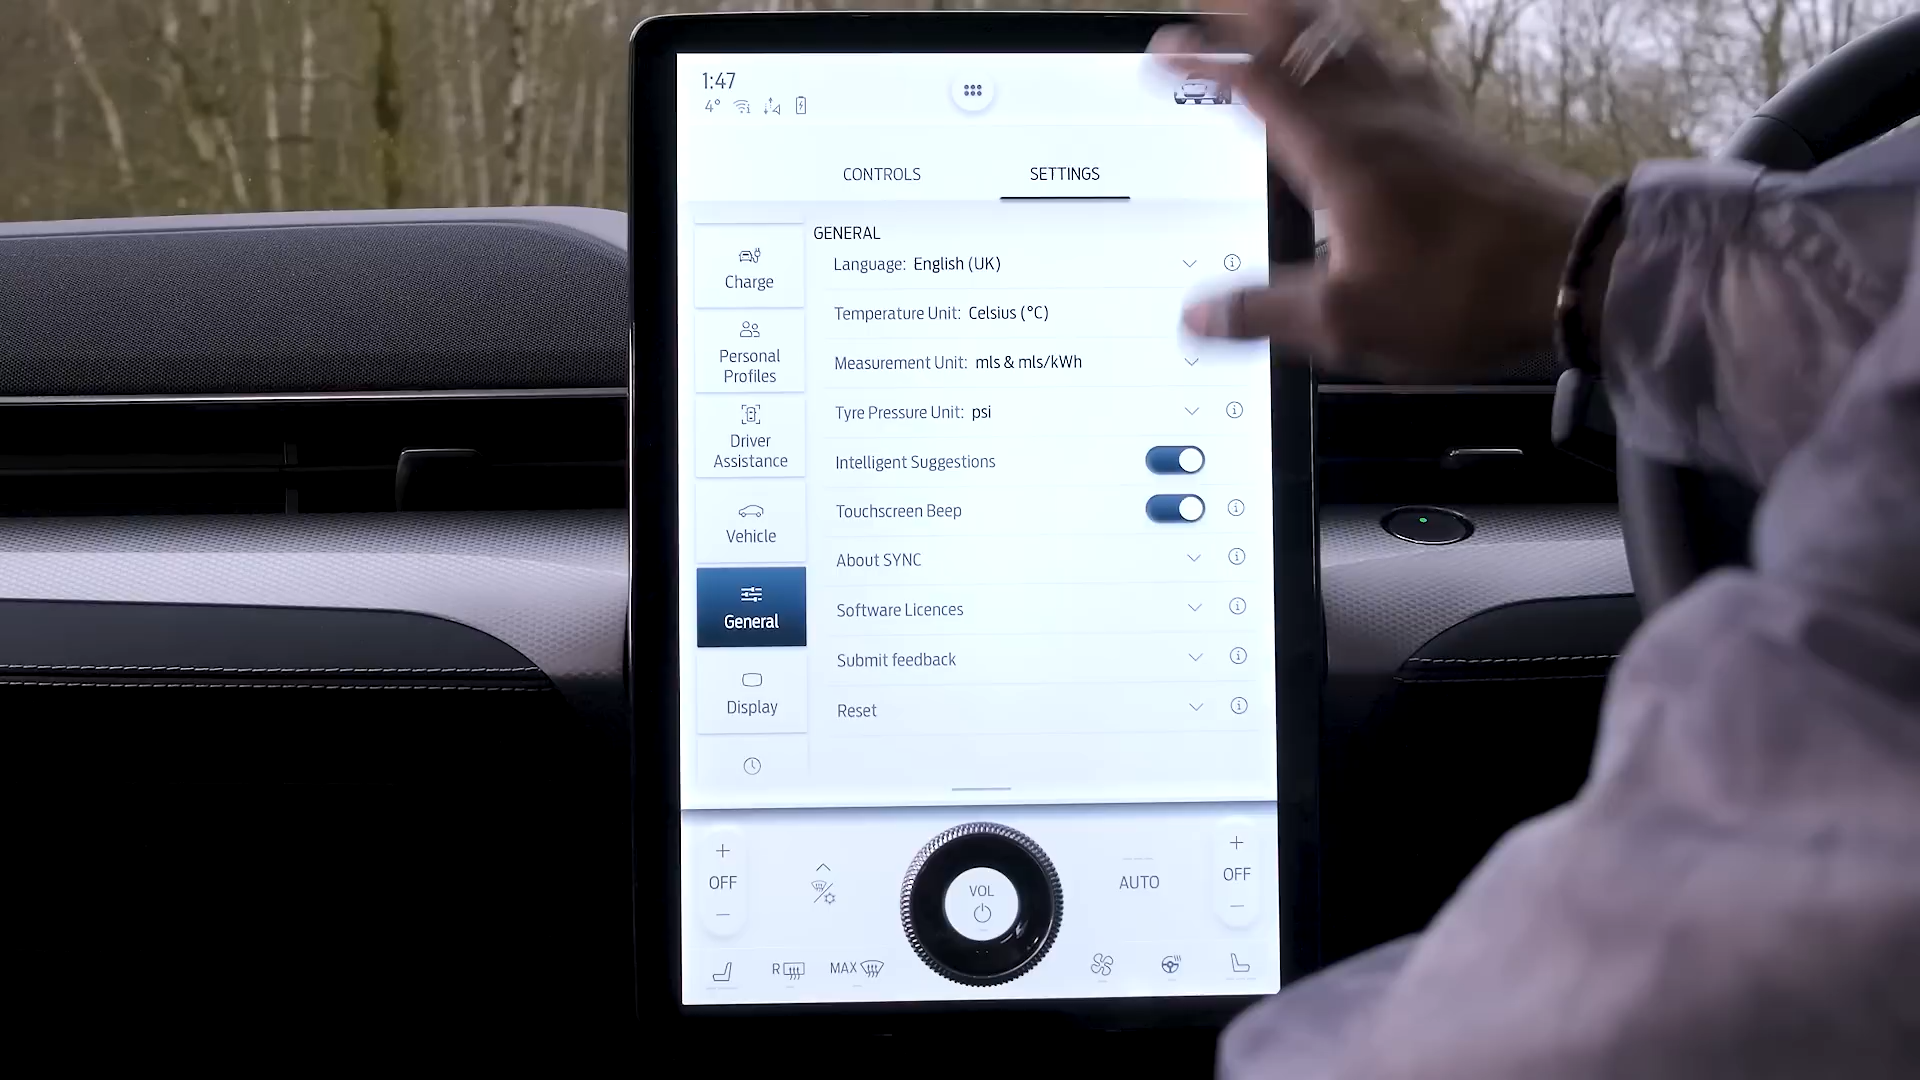 1:47
4°
CONTROLS
SETTINGS
GENERAL
Charge
Language: English (UK)
Temperature Unit: Celsius (°C)
Personal
Profiles
Measurement Unit: mls & mls/kWh
Tyre Pressure Unit: psi
Driver
Assistance
Intelligent Suggestions
Touchscreen Beep
Vehicle
About SYNC
Software Licences
General
Submit feedback
Display
Reset
OFF
VOL
AUTO
OFF
R
MAX